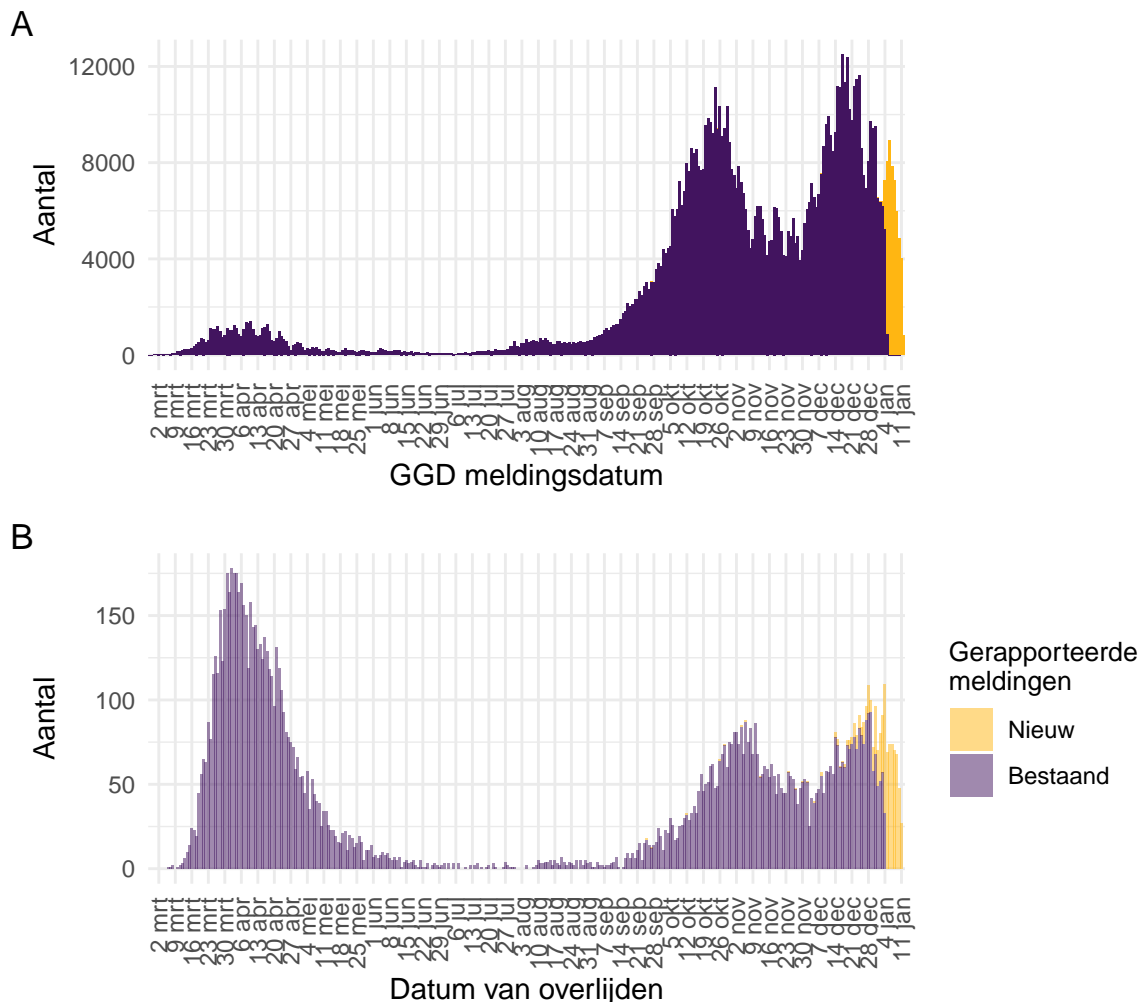 A
12000
8000
4000
0
Aantal
2 mrt
9 mrt
16 mrt
23 mrt
30 mrt
6 apr
13 apr
20 apr
27 apr
4 mei
11 mei
18 mei
25 mei
1 jun
8 jun
15 jun
22 jun
29 jun
6 jul
13 jul
20 jul
27 jul
3 aug
10 aug
17 aug
24 aug
31 aug
7 sep
14 sep
21 sep
28 sep
5 okt
12 okt
19 okt
26 okt
2 nov
9 nov
16 nov
23 nov
30 nov
7 dec
14 dec
21 dec
28 dec
4 jan
11 jan
GGD meldingsdatum
B
150
100
50
0
Aantal
2 mrt
9 mrt
16 mrt
23 mrt
30 mrt
6 apr
13 apr
20 apr
27 apr
4 mei
11 mei
18 mei
25 mei
1 jun
8 jun
15 jun
22 jun
29 jun
6 jul
13 jul
20 jul
27 jul
3 aug
10 aug
17 aug
24 aug
31 aug
7 sep
14 sep
21 sep
28 sep
5 okt
12 okt
19 okt
26 okt
2 nov
9 nov
16 nov
23 nov
30 nov
7 dec
14 dec
21 dec
28 dec
4 jan
11 jan
Datum van overlijden
Gerapporteerde
meldingen
Nieuw
Bestaand